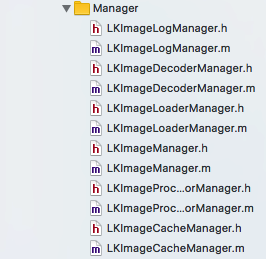 Manager
h LKImageLogManager.h
m LKImageLogManager.m
h LKImageDecoderManager.h
m LKImageDecoderManager.m
h LKImageLoaderManager.h
m LKImageLoaderManager.m
h LKImageManager.h
m LKImageManager.m
h LKImageProc...orManager.h
m LKImageProc...orManager.m
h LKImageCacheManager.h
m LKImageCacheManager.m